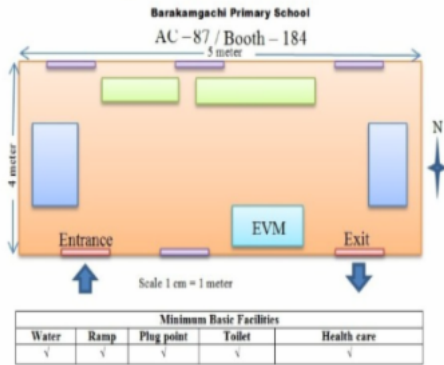 Barakamgachi Primary School
AC – 87 / Booth – 184
5 meter
4 meter
N
EVM
Entrance
Exit
Scale 1 cm = 1 meter
Minimum Basic Facilities
Water Ramp Plug point Toilet Health care
√ √ √ √ √